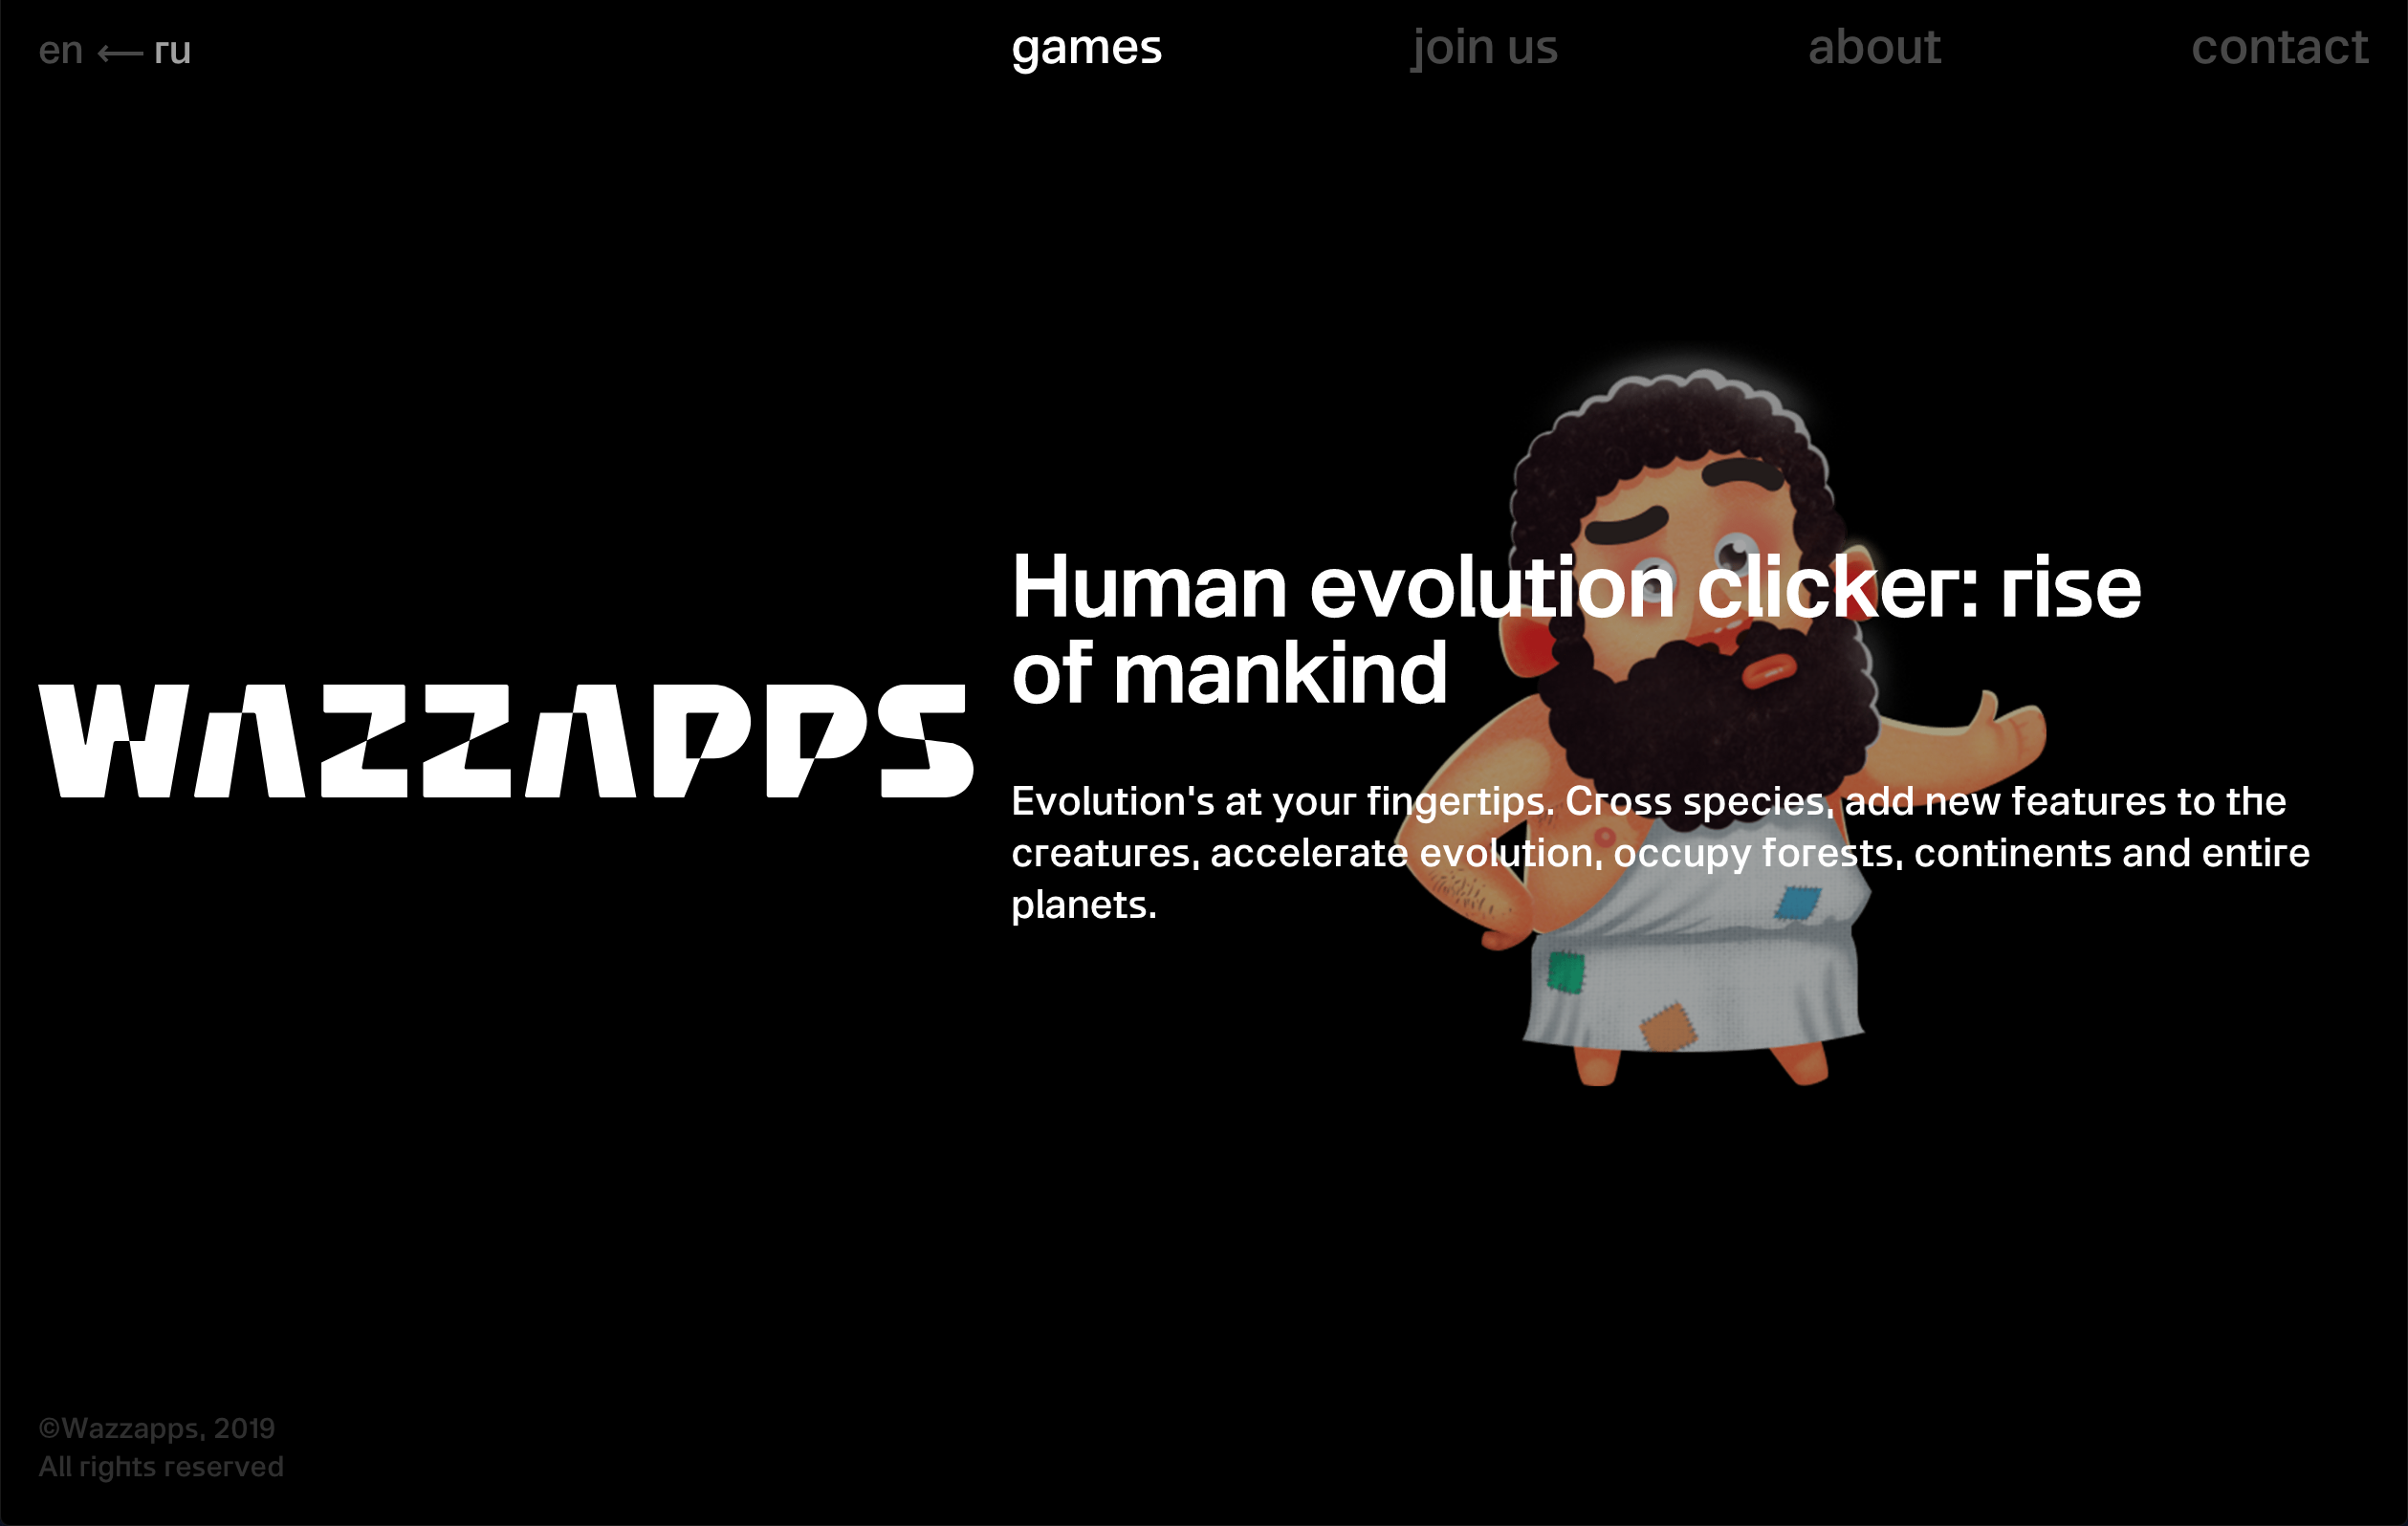 en ← ru
games
join us
about
contact
Human evolution clicker: rise
of mankind
WAZZAPPS
Evolution's at your fingertips. Cross species, add new features to the
creatures, accelerate evolution, occupy forests, continents and entire
planets.
©Wazzapps, 2019
All rights reserved